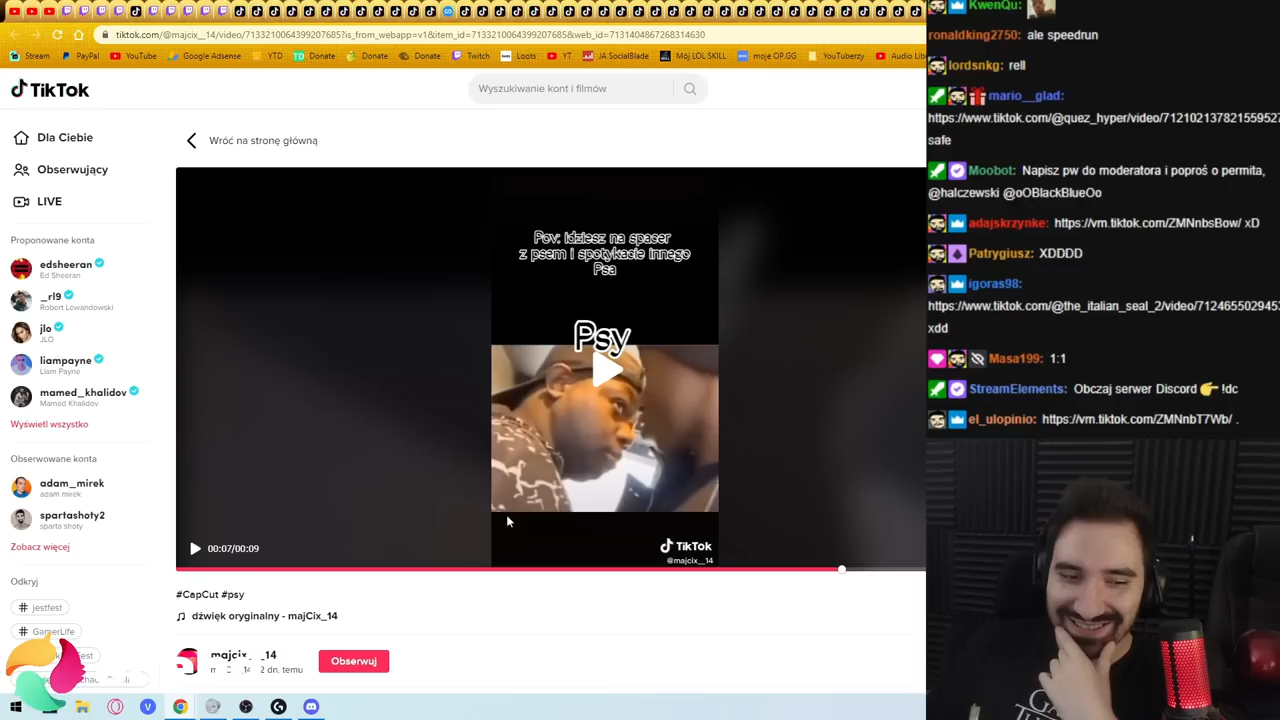 tiktok.com/@majcix__14/video/7133210064399207685?is_from_webapp=v1&item_id=7133210064399207685&web_id=7131404867268314630
Stream PayPal YouTube Google Adsense YTD Donate Donate Donate Twitch Loots YT JA SocialBlade Mój LOL SKILL moje OP.GG YouTuberzy Audio Lib
TikTok
Wyszukiwanie kont i filmów
Dla Ciebie
Obserwujący
LIVE
Proponowane konta
edsheeran
Ed Sheeran
_rl9
Robert Lewandowski
jlo
JLO
liampayne
Liam Payne
mamed_khalidov
Mamed Khalidov
Wyświetl wszystko
Obserwowane konta
adam_mirek
adam mirek
spartashoty2
sparta shoty
Zobacz więcej
Odkryj
# jestfest
# GamerLife
Wróć na stronę główną
Pov: idziesz na spacer
z psem i spotykasie innego
Psa
Psy
TikTok
@majcix__14
00:07/00:09
#CapCut #psy
dźwięk oryginalny - majCix_14
2 dn. temu
Obserwuj
KwenQu:
ronaldking2750: ale speedrun
lordsnkg: rell
mario__glad:
https://www.tiktok.com/@quez_hyper/video/71210213782155952
safe
Moobot: Napisz pw do moderatora i poproś o permita,
@halczewski @oOBlackBlueOo
adajskrzynke: https://vm.tiktok.com/ZMNnbsBow/ xD
Patrygiusz: XDDDD
igoras98:
https://www.tiktok.com/@the_italian_seal_2/video/712465502945
xdd
Masa199: 1:1
StreamElements: Obczaj serwer Discord 👉 !dc
el_ulopinio: https://vm.tiktok.com/ZMNnbT7Wb/ .